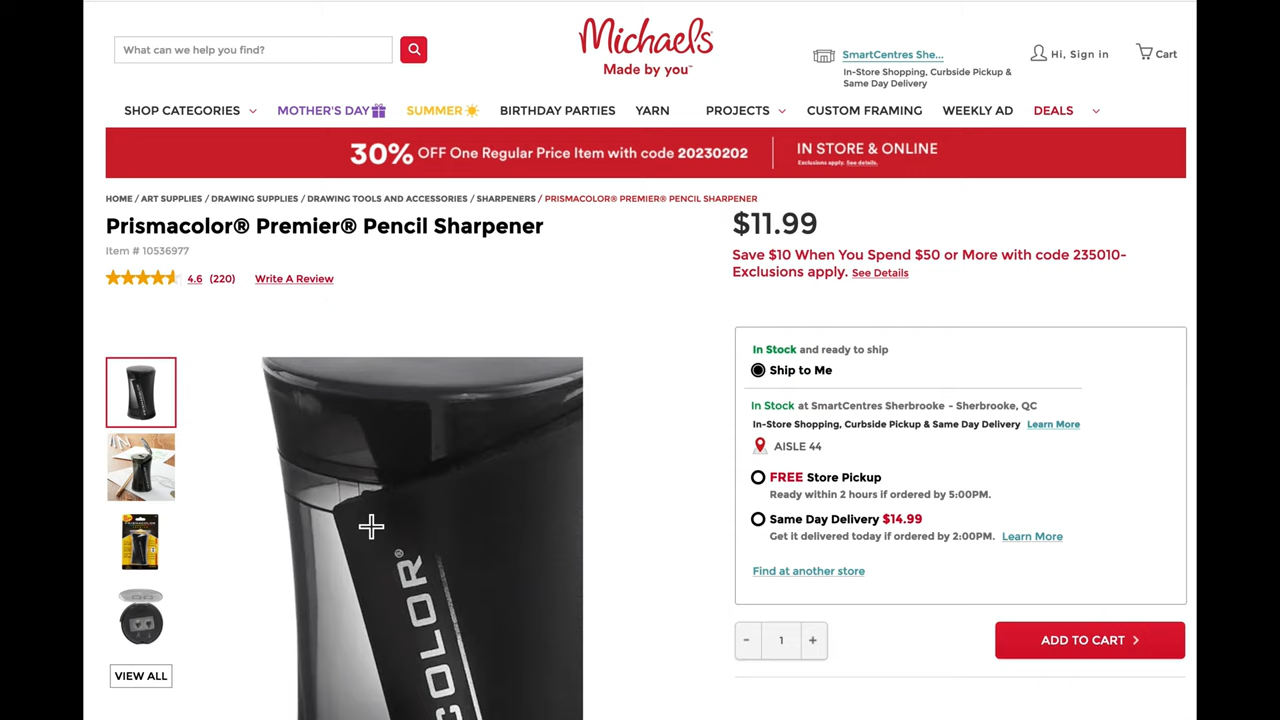 What can we help you find?
Michaels
Made by you™
SmartCentres She...
In-Store Shopping, Curbside Pickup &
Same Day Delivery
Hi, Sign in
Cart
SHOP CATEGORIES
MOTHER'S DAY
SUMMER
BIRTHDAY PARTIES
YARN
PROJECTS
CUSTOM FRAMING
WEEKLY AD
DEALS
30% OFF One Regular Price Item with code 20230202
IN STORE & ONLINE
Exclusions apply. See details.
HOME / ART SUPPLIES / DRAWING SUPPLIES / DRAWING TOOLS AND ACCESSORIES / SHARPENERS / PRISMACOLOR® PREMIER® PENCIL SHARPENER
Prismacolor® Premier® Pencil Sharpener
Item # 10536977
4.6 (220) Write A Review
$11.99
Save $10 When You Spend $50 or More with code 235010-
Exclusions apply. See Details
In Stock and ready to ship
Ship to Me
In Stock at SmartCentres Sherbrooke - Sherbrooke, QC
In-Store Shopping, Curbside Pickup & Same Day Delivery Learn More
AISLE 44
FREE Store Pickup
Ready within 2 hours if ordered by 5:00PM.
Same Day Delivery $14.99
Get it delivered today if ordered by 2:00PM. Learn More
Find at another store
- 1 +
ADD TO CART
COLOR®
PRISMACOLOR
VIEW ALL